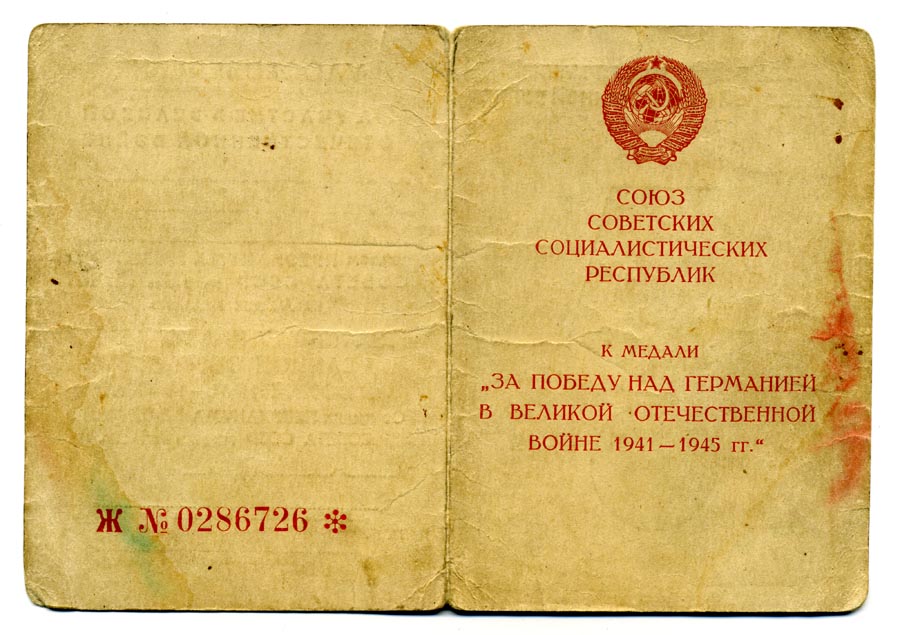 Ж № 0286726 *
СОЮЗ
СОВЕТСКИХ
СОЦИАЛИСТИЧЕСКИХ
РЕСПУБЛИК
К МЕДАЛИ
„ЗА ПОБЕДУ НАД ГЕРМАНИЕЙ
В ВЕЛИКОЙ ОТЕЧЕСТВЕННОЙ
ВОЙНЕ 1941—1945 гг.“